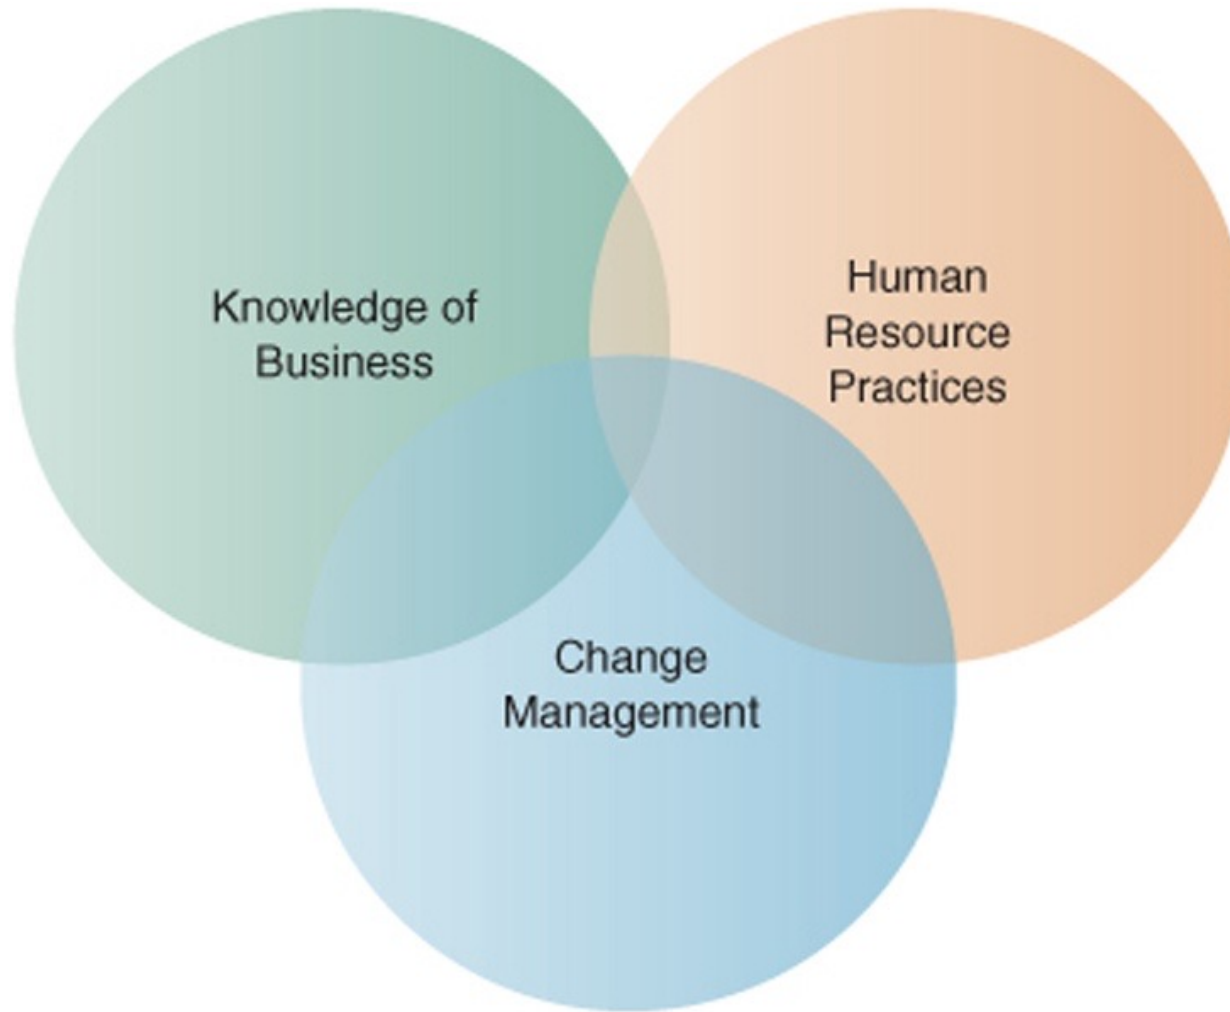 Knowledge of
Business
Human
Resource
Practices
Change
Management